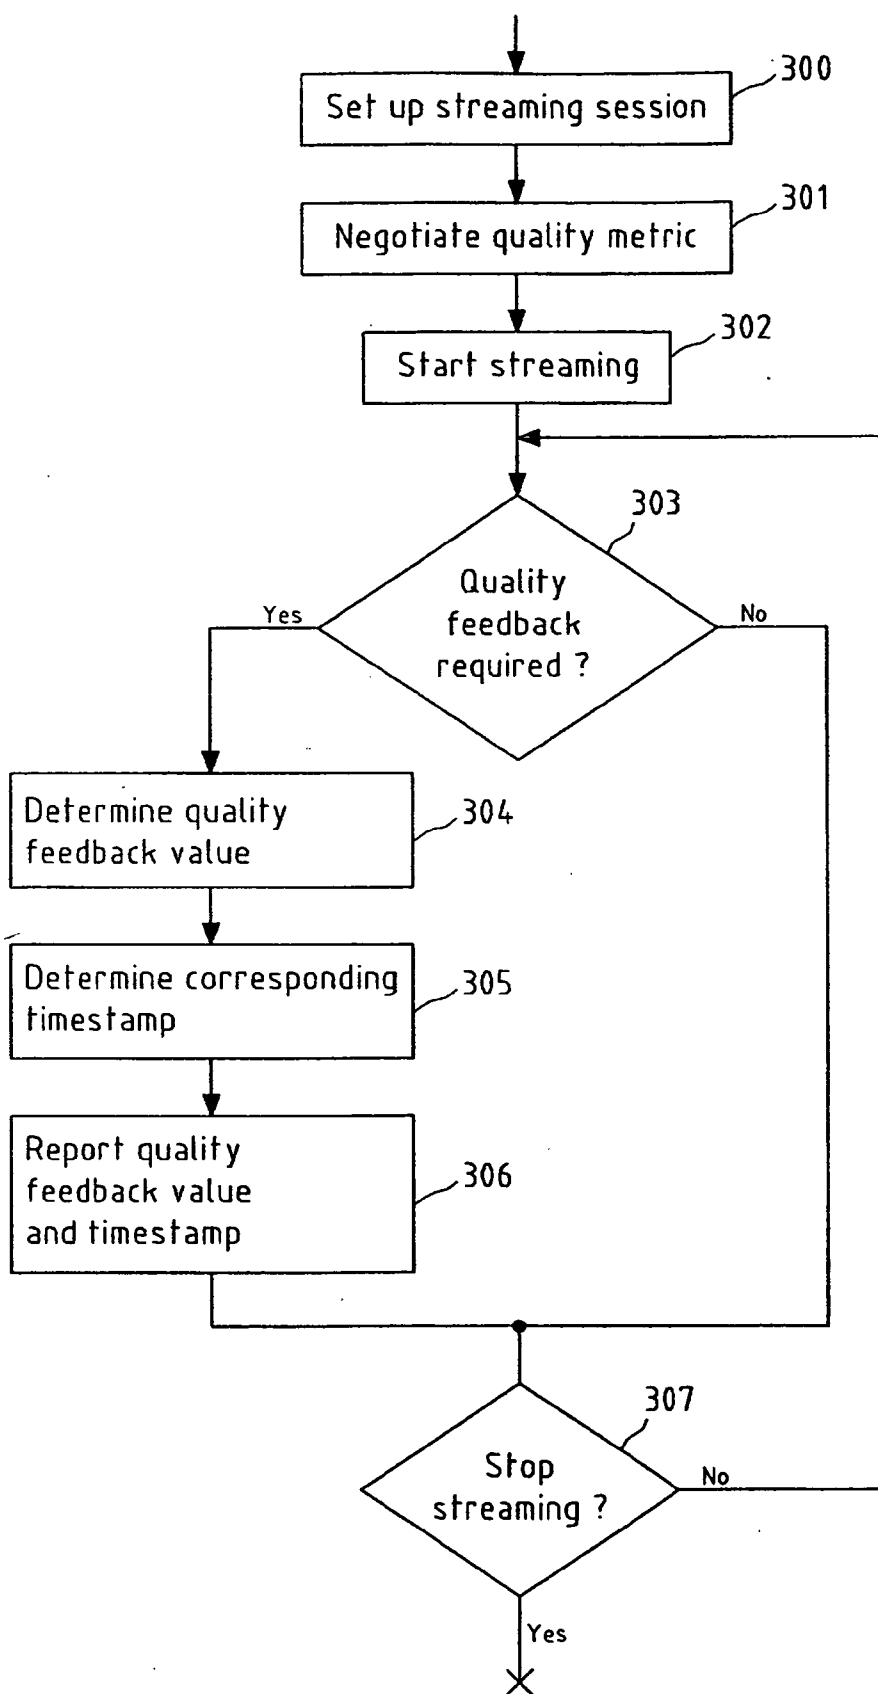 300
Set up streaming session
301
Negotiate quality metric
302
Start streaming
303
Quality
feedback
required ?
Yes
No
Determine quality
feedback value
304
Determine corresponding
timestamp
305
Report quality
feedback value
and timestamp
306
307
Stop
streaming ?
No
Yes